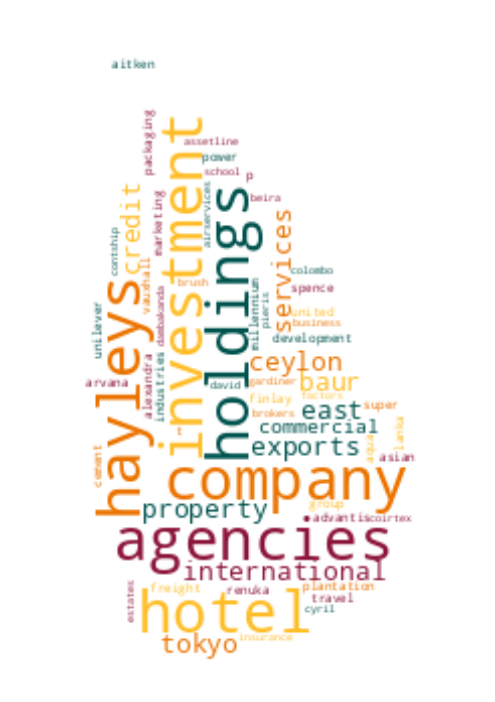 aitken
packaging
investment
assetline
power
school
p
airservices
beira
credit
marketing
holdings
services
contship
vauxhall
colombo
hayleys
brush
millennium
pieris
spence
unilever
dambakanda
united
business
development
alexandra
industries
ceylon
arvana
david
gardiner
baur
finlay
factors
brokers
east
super
commercial
lanka
t
exports
aqua
asian
cement
company
property
group
advantis
coirtex
agencies
international
estates
freight
renuka
plantation
travel
hotel
cyril
tokyo
insurance